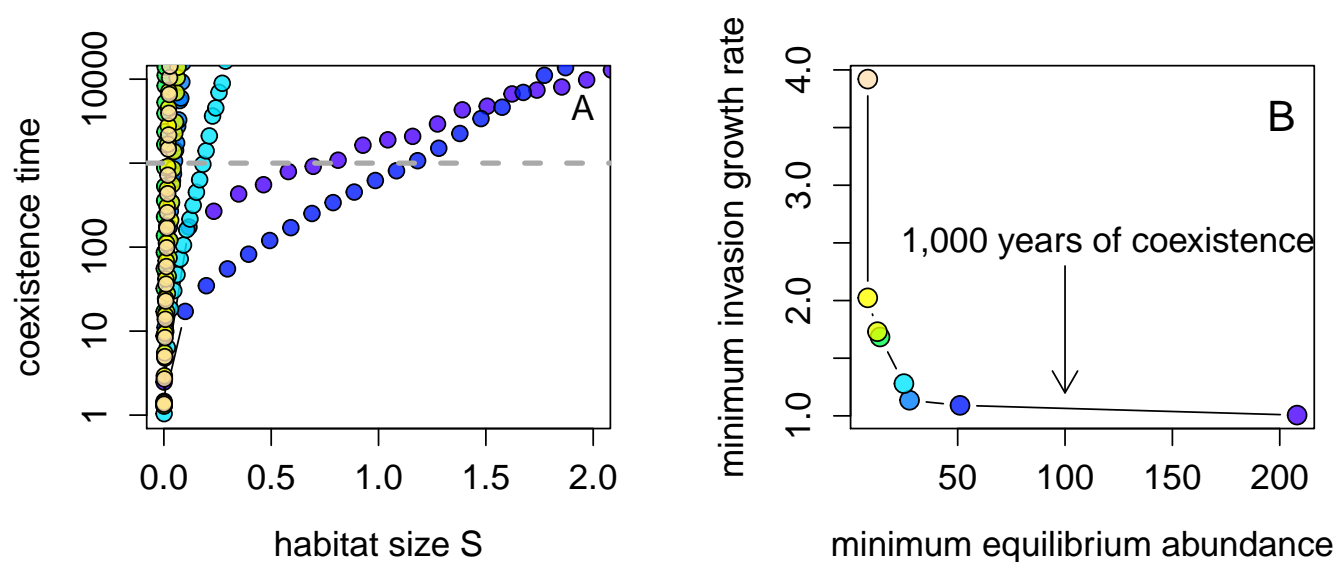 coexistence time
10000
100
10
1
A
0.0 0.5 1.0 1.5 2.0
habitat size S
minimum invasion growth rate
4.0
3.0
2.0
1.0
B
1,000 years of coexistence
50 100 150 200
minimum equilibrium abundance